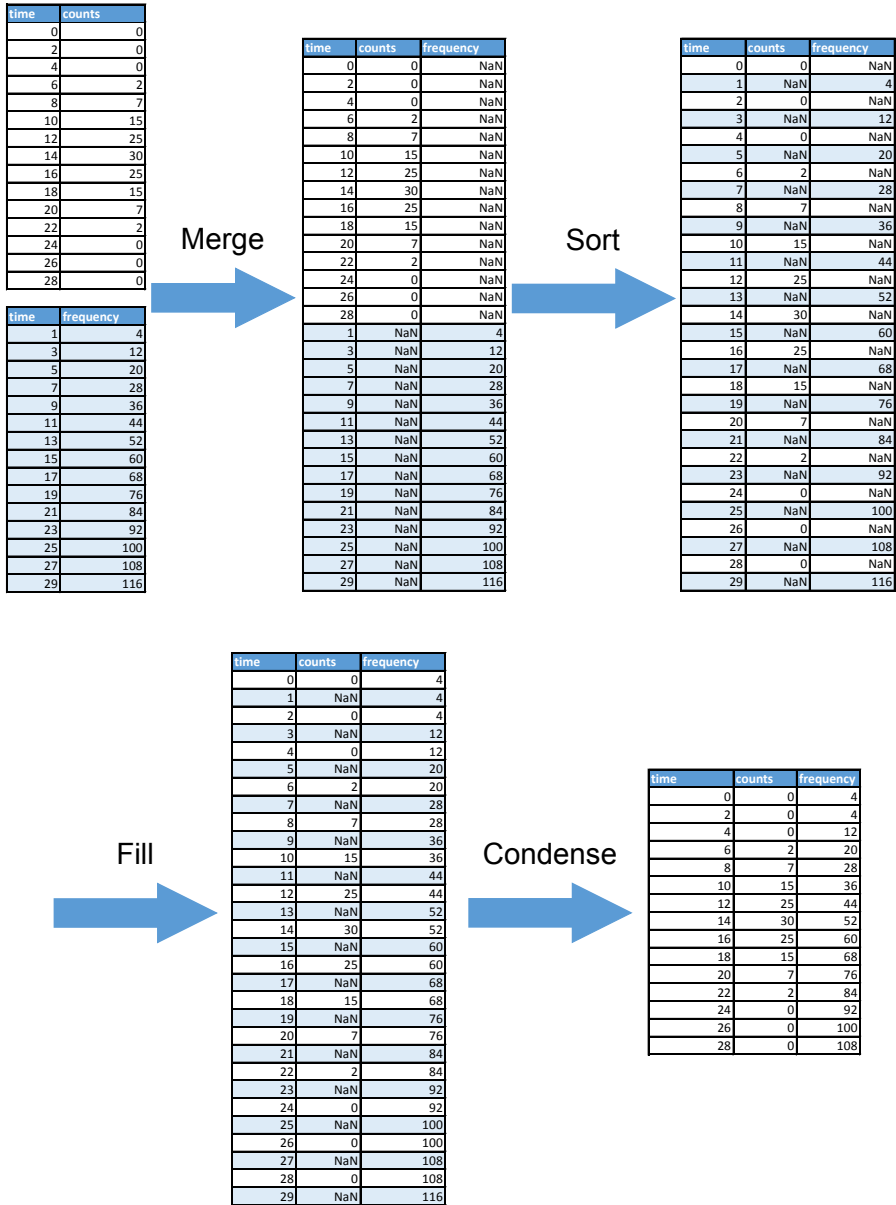 time counts
0 0
2 0
4 0
6 2
8 7
10 15
12 25
14 30
16 25
18 15
20 7
22 2
24 0
26 0
28 0
time frequency
1 4
3 12
5 20
7 28
9 36
11 44
13 52
15 60
17 68
19 76
21 84
23 92
25 100
27 108
29 116
Merge
time counts frequency
0 0 NaN
2 0 NaN
4 0 NaN
6 2 NaN
8 7 NaN
10 15 NaN
12 25 NaN
14 30 NaN
16 25 NaN
18 15 NaN
20 7 NaN
22 2 NaN
24 0 NaN
26 0 NaN
28 0 NaN
1 NaN 4
3 NaN 12
5 NaN 20
7 NaN 28
9 NaN 36
11 NaN 44
13 NaN 52
15 NaN 60
17 NaN 68
19 NaN 76
21 NaN 84
23 NaN 92
25 NaN 100
27 NaN 108
29 NaN 116
Sort
time counts frequency
0 0 NaN
1 NaN 4
2 0 NaN
3 NaN 12
4 0 NaN
5 NaN 20
6 2 NaN
7 NaN 28
8 7 NaN
9 NaN 36
10 15 NaN
11 NaN 44
12 25 NaN
13 NaN 52
14 30 NaN
15 NaN 60
16 25 NaN
17 NaN 68
18 15 NaN
19 NaN 76
20 7 NaN
21 NaN 84
22 2 NaN
23 NaN 92
24 0 NaN
25 NaN 100
26 0 NaN
27 NaN 108
28 0 NaN
29 NaN 116
Fill
time counts frequency
0 0 4
1 NaN 4
2 0 4
3 NaN 12
4 0 12
5 NaN 20
6 2 20
7 NaN 28
8 7 28
9 NaN 36
10 15 36
11 NaN 44
12 25 44
13 NaN 52
14 30 52
15 NaN 60
16 25 60
17 NaN 68
18 15 68
19 NaN 76
20 7 76
21 NaN 84
22 2 84
23 NaN 92
24 0 92
25 NaN 100
26 0 100
27 NaN 108
28 0 108
29 NaN 116
Condense
time counts frequency
0 0 4
2 0 4
4 0 12
6 2 20
8 7 28
10 15 36
12 25 44
14 30 52
16 25 60
18 15 68
20 7 76
22 2 84
24 0 92
26 0 100
28 0 108